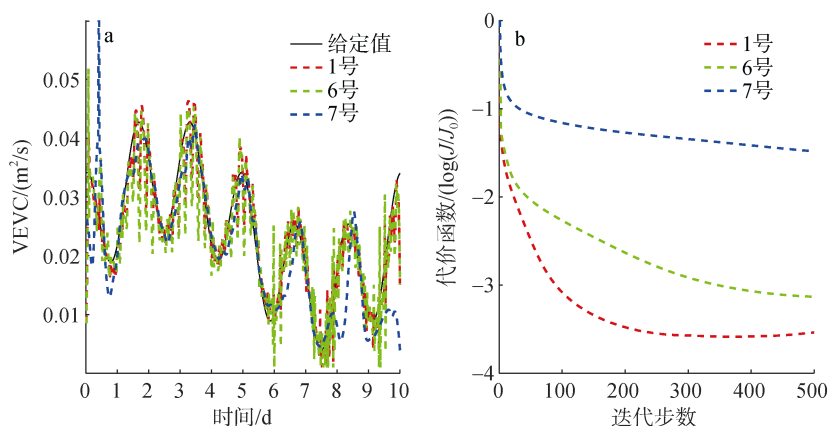 a
给定值
1号
6号
7号
0.05
0.04
0.03
0.02
0.01
VEVC/(m²/s)
0 1 2 3 4 5 6 7 8 9 10
时间/d
b
1号
6号
7号
0
−1
−2
−3
−4
代价函数/(log(J/J₀))
0 100 200 300 400 500
迭代步数